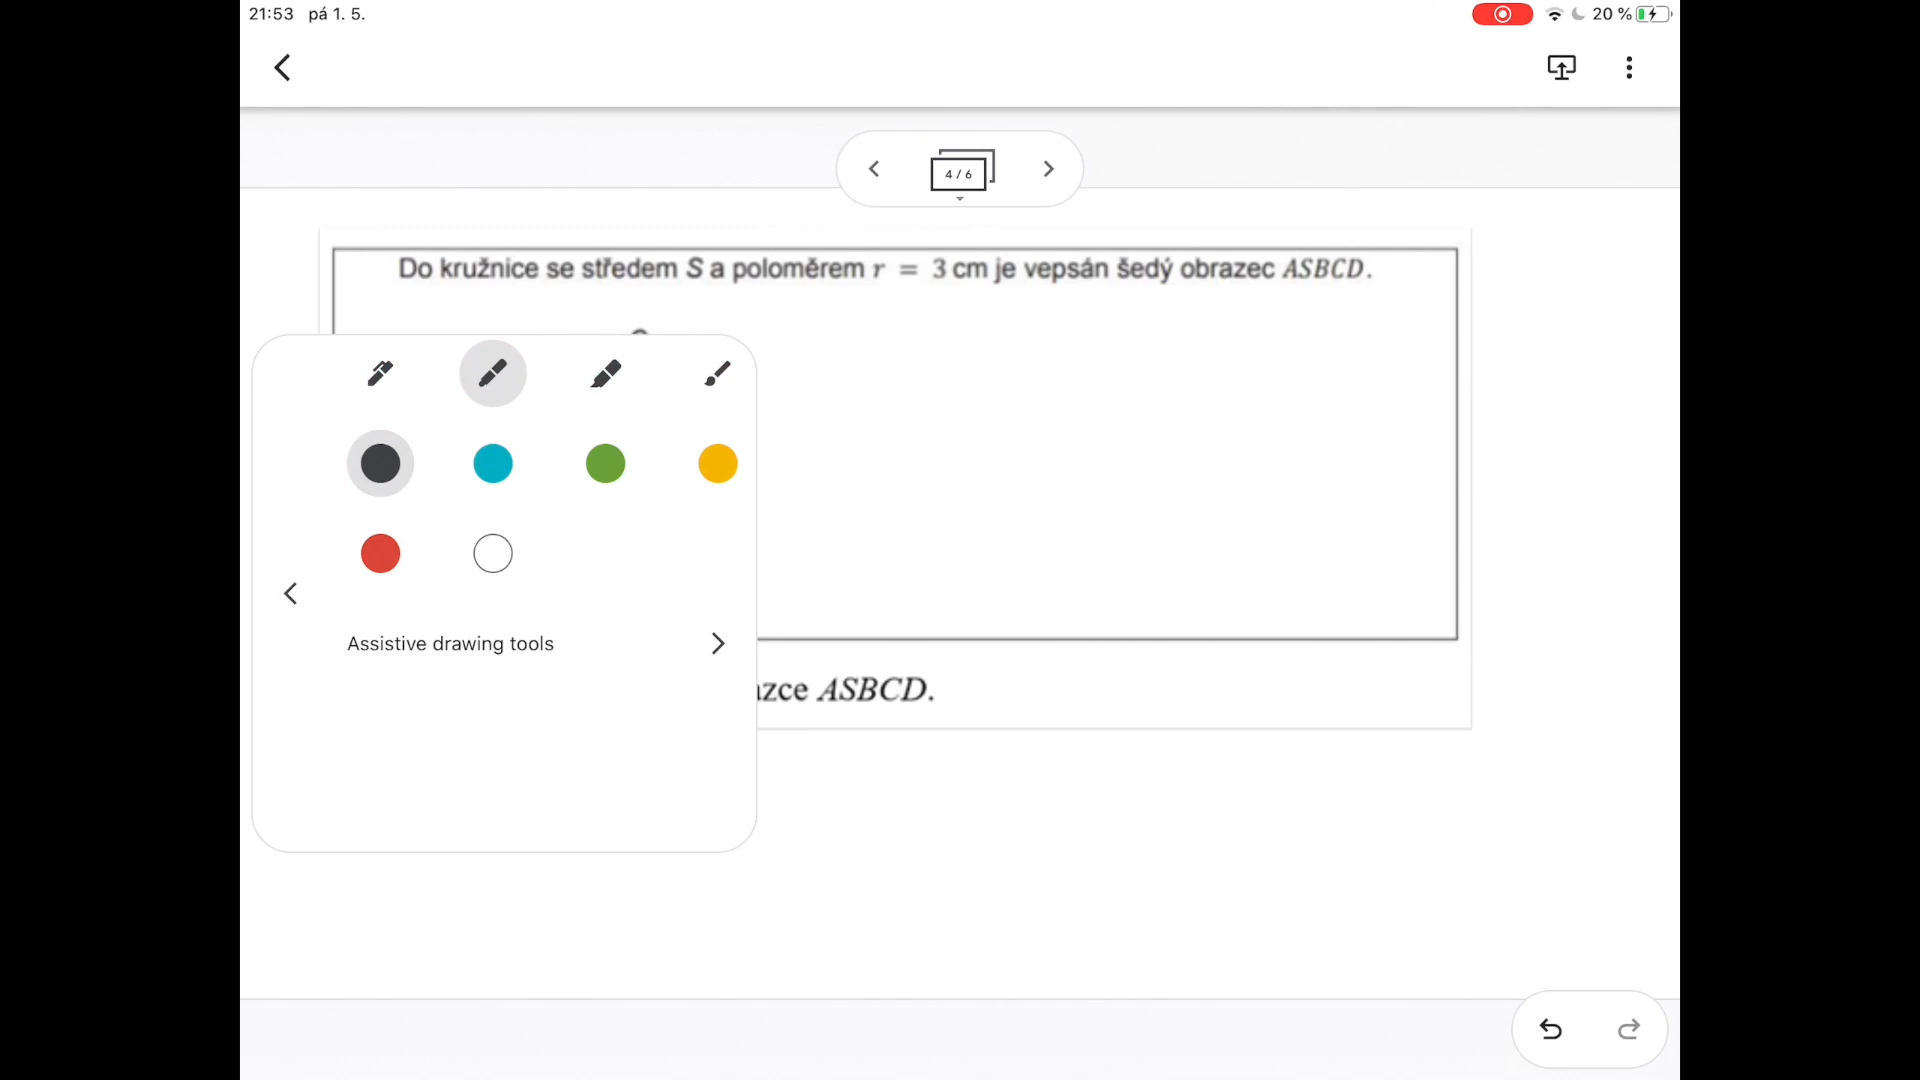 21:53 pá 1. 5.
20 %
4 / 6
Do kružnice se středem S a poloměrem r = 3 cm je vepsán šedý obrazec ASBCD.
Assistive drawing tools
ASBCD.